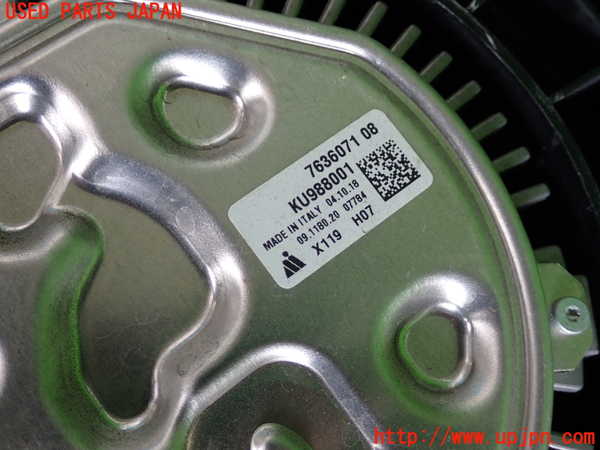 USED PARTS JAPAN
7636071 08
KU988001
MADE IN ITALY 04.10.18
09.1180.20 07784
X119 H07
http://www.upjpn.com